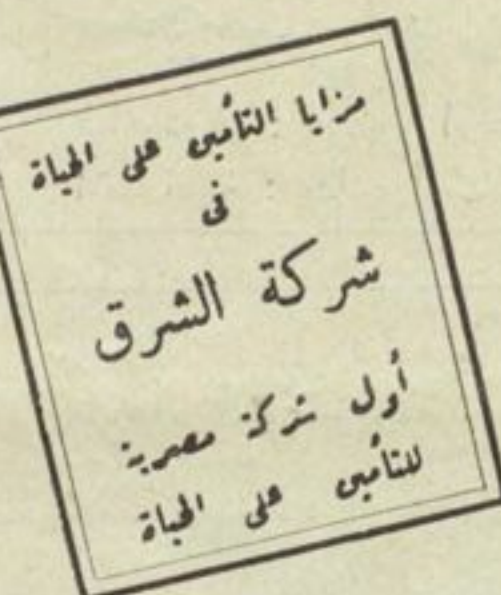 مزايا التأمين على الحياة
فى
شركة الشرق
أول شركة مصرية
للتأمين على الحياة